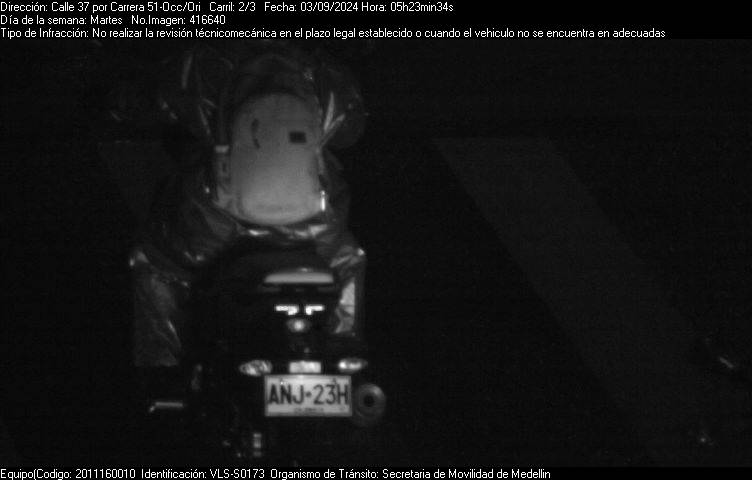 Dirección: Calle 37 por Carrera 51-Occ/Ori Carril: 2/3 Fecha: 03/09/2024 Hora: 05h23min34s
Día de la semana: Martes No.Imagen: 416640
Tipo de Infracción: No realizar la revisión técnicomecánica en el plazo legal establecido o cuando el vehiculo no se encuentra en adecuadas
ANJ·23H
Equipo(Codigo: 2011160010 Identificación: VLS-S0173 Organismo de Tránsito: Secretaria de Movilidad de Medellin